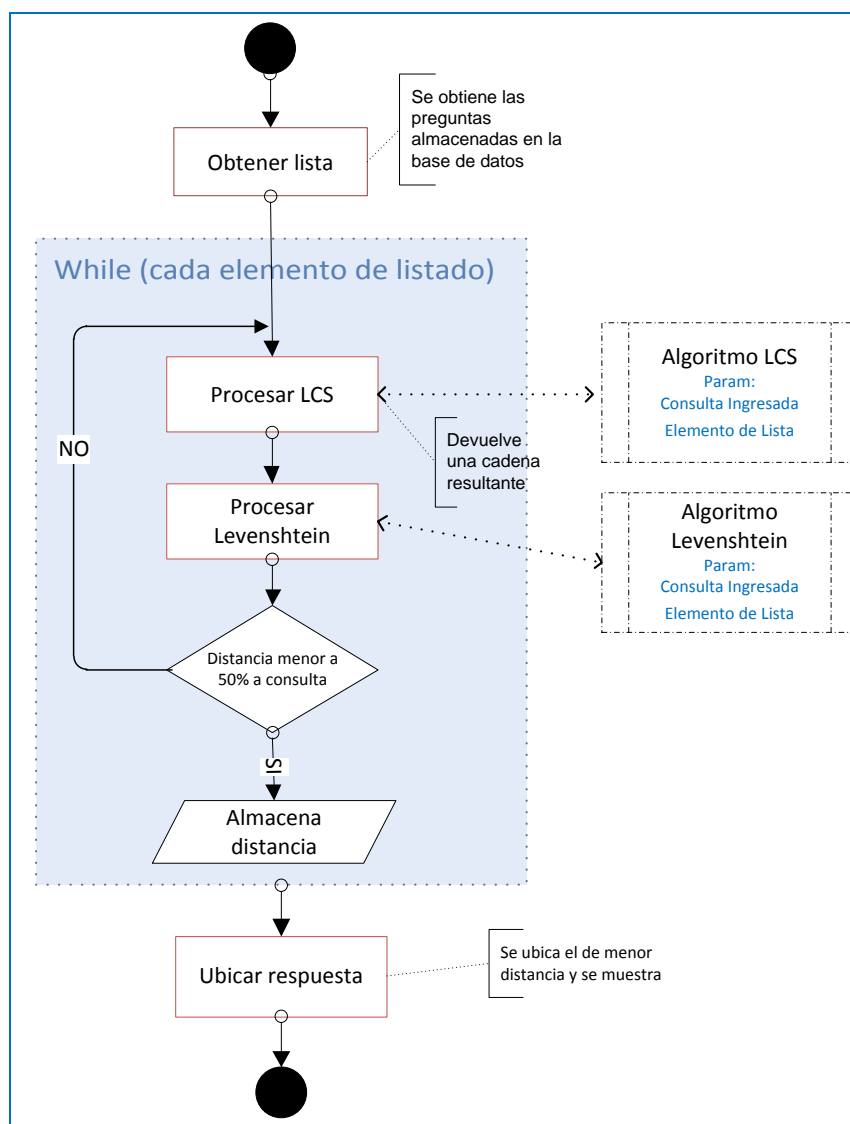 Se obtiene las
preguntas
almacenadas en la
base de datos
Obtener lista
While (cada elemento de listado)
Procesar LCS
Algoritmo LCS
Param:
Consulta Ingresada
Elemento de Lista
Devuelve
una cadena
resultante
NO
Procesar
Levenshtein
Algoritmo
Levenshtein
Param:
Consulta Ingresada
Elemento de Lista
Distancia menor a
50% a consulta
SI
Almacena
distancia
Ubicar respuesta
Se ubica el de menor
distancia y se muestra